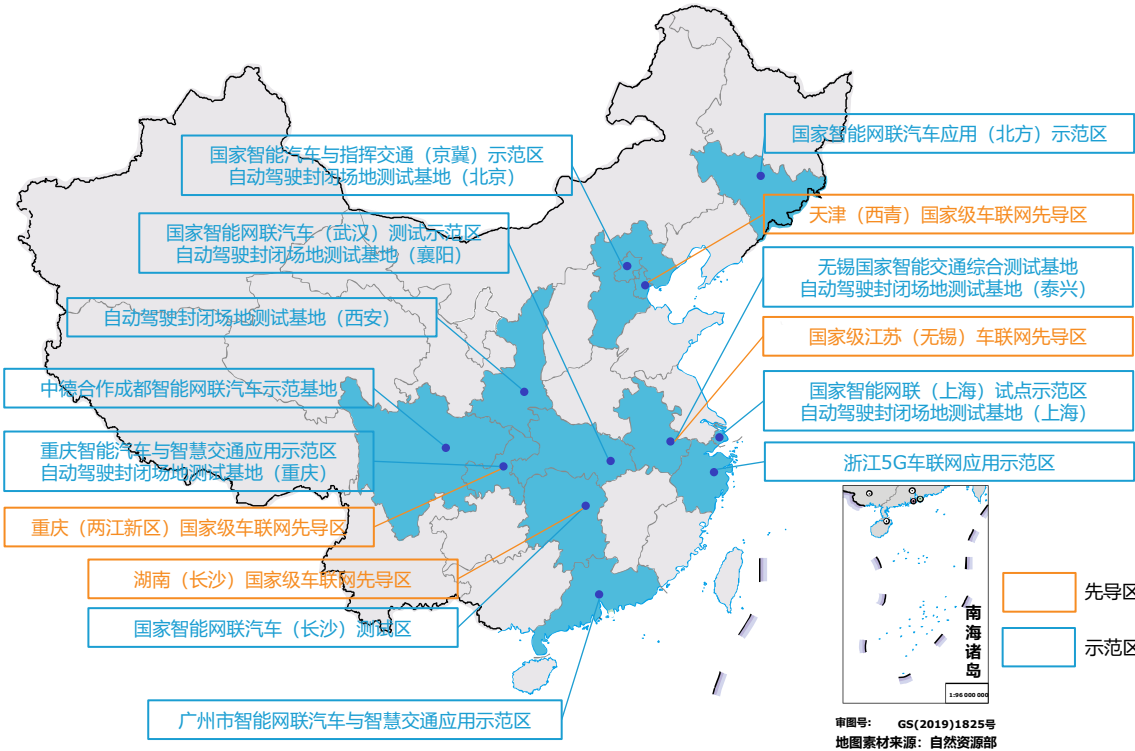 国家智能网联汽车应用（北方）示范区
国家智能汽车与指挥交通（京冀）示范区
自动驾驶封闭场地测试基地（北京）
天津（西青）国家级车联网先导区
国家智能网联汽车（武汉）测试示范区
自动驾驶封闭场地测试基地（襄阳）
无锡国家智能交通综合测试基地
自动驾驶封闭场地测试基地（泰兴）
自动驾驶封闭场地测试基地（西安）
国家级江苏（无锡）车联网先导区
中德合作成都智能网联汽车示范基地
国家智能网联（上海）试点示范区
自动驾驶封闭场地测试基地（上海）
重庆智能汽车与智慧交通应用示范区
自动驾驶封闭场地测试基地（重庆）
浙江5G车联网应用示范区
重庆（两江新区）国家级车联网先导区
湖南（长沙）国家级车联网先导区
国家智能网联汽车（长沙）测试区
广州市智能网联汽车与智慧交通应用示范区
南海诸岛
1:96 000 000
先导区
示范区
审图号： GS(2019)1825号
地图素材来源：自然资源部